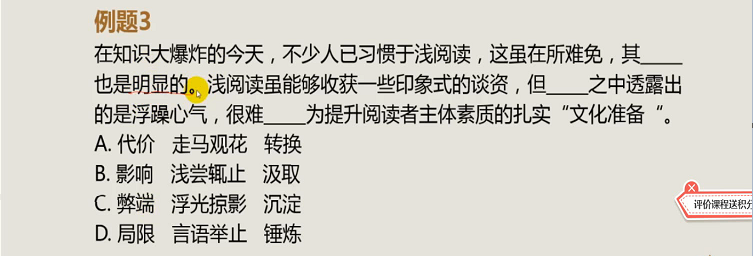 例题3
在知识大爆炸的今天，不少人已习惯于浅阅读，这虽在所难免，其____
也是明显的。浅阅读虽能够收获一些印象式的谈资，但____之中透露出
的是浮躁心气，很难____为提升阅读者主体素质的扎实“文化准备“。
A. 代价 走马观花 转换
B. 影响 浅尝辄止 汲取
C. 弊端 浮光掠影 沉淀
D. 局限 言语举止 锤炼
评价课程送积分